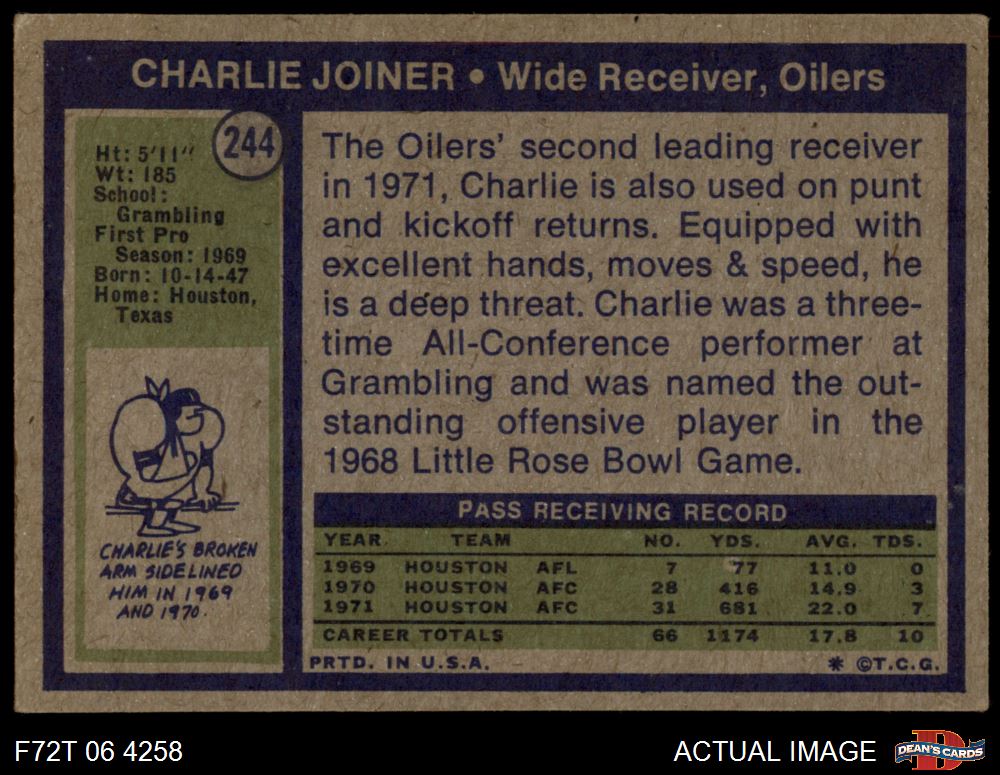 CHARLIE JOINER • Wide Receiver, Oilers
244
Ht: 5'11"
Wt: 185
School:
Grambling
First Pro
Season: 1969
Born: 10-14-47
Home: Houston,
Texas
CHARLIE'S BROKEN
ARM SIDELINED
HIM IN 1969
AND 1970.
The Oilers' second leading receiver
in 1971, Charlie is also used on punt
and kickoff returns. Equipped with
excellent hands, moves & speed, he
is a deep threat. Charlie was a three-
time All-Conference performer at
Grambling and was named the out-
standing offensive player in the
1968 Little Rose Bowl Game.
PASS RECEIVING RECORD
YEAR TEAM NO. YDS. AVG. TDS.
1969 HOUSTON AFL 7 77 11.0 0
1970 HOUSTON AFC 28 416 14.9 3
1971 HOUSTON AFC 31 681 22.0 7
CAREER TOTALS 66 1174 17.8 10
PRTD. IN U.S.A. * ©T.C.G.
F72T 06 4258
ACTUAL IMAGE
D
DEAN'S CARDS